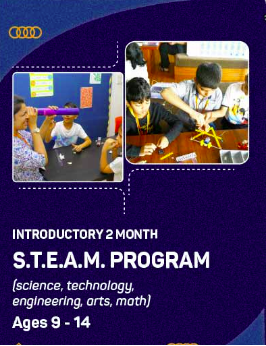 INTRODUCTORY 2 MONTH
S.T.E.A.M. PROGRAM
(science, technology,
engineering, arts, math)
Ages 9 - 14